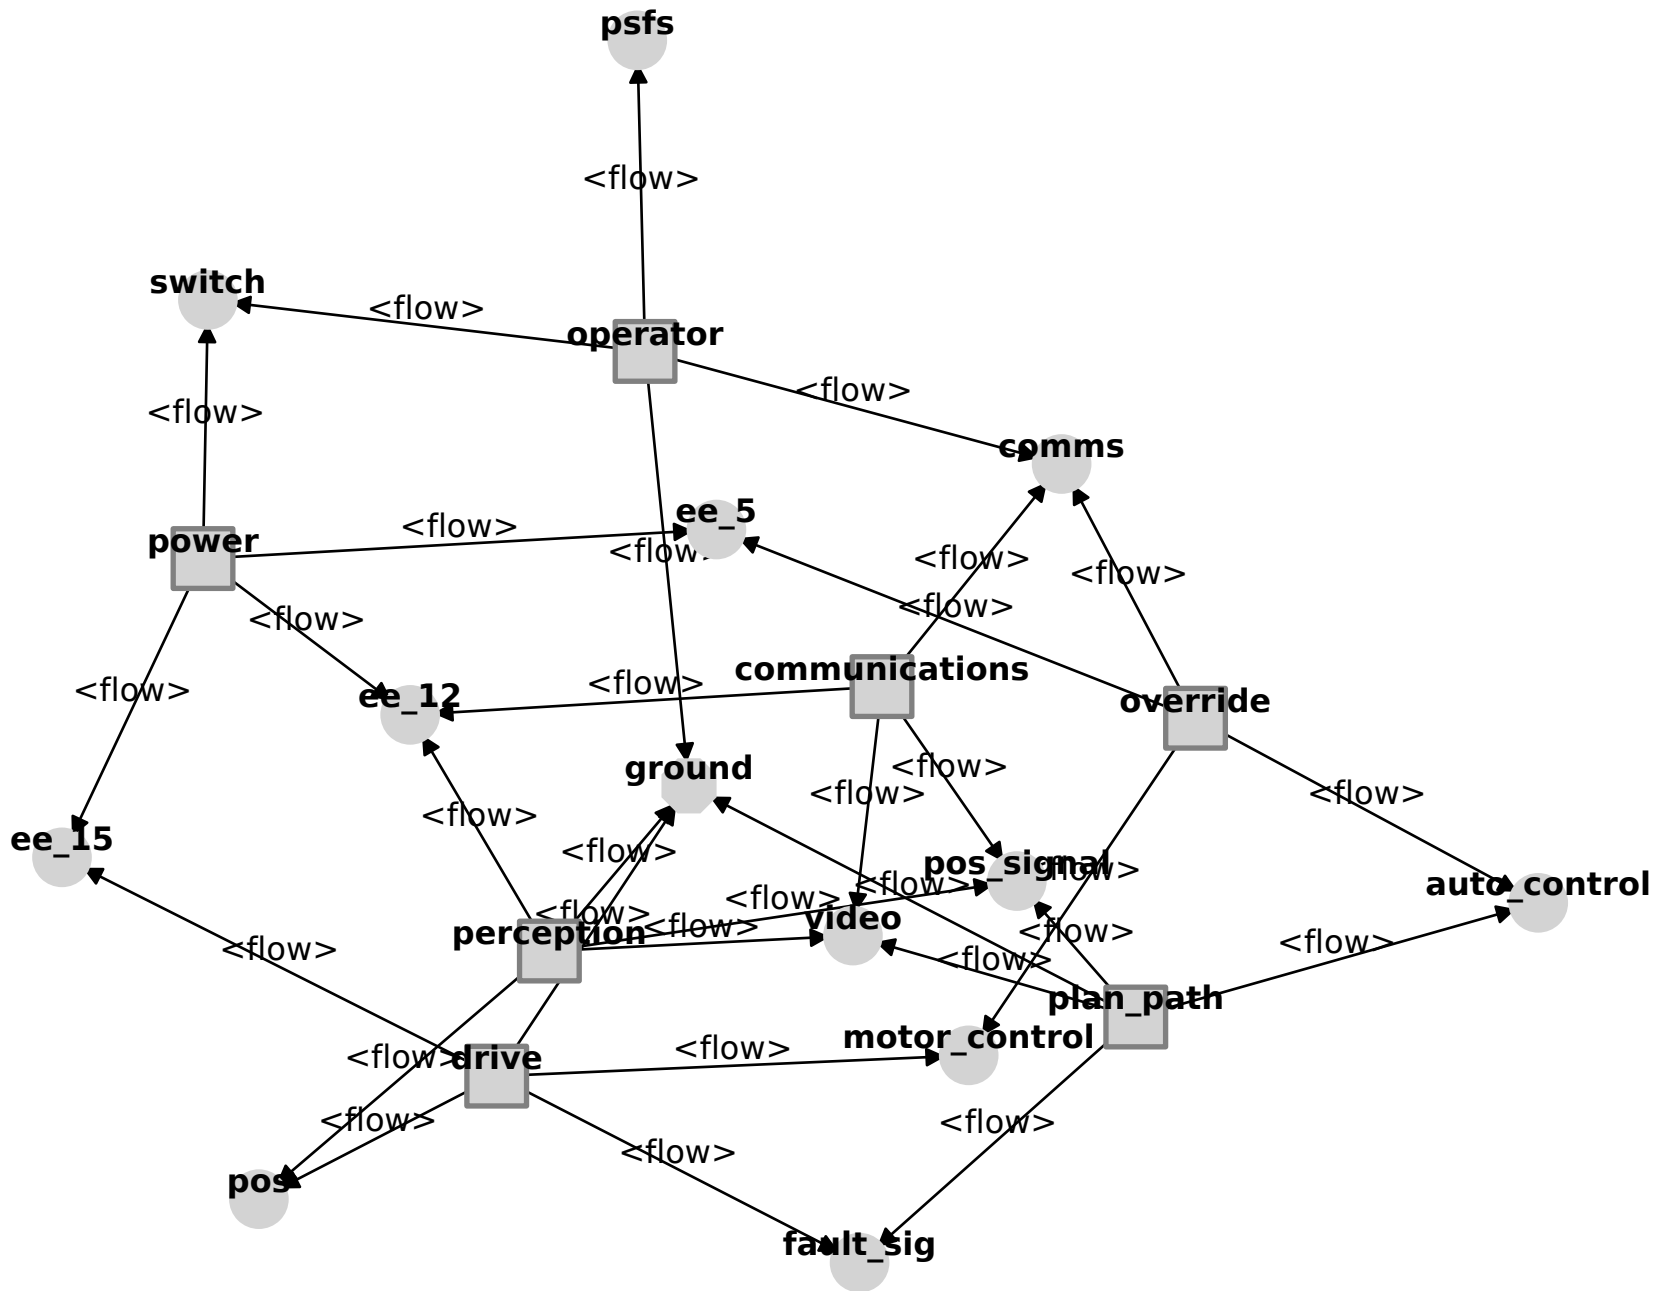 psfs
<flow>
switch
<flow>
operator
<flow>
<flow>
comms
ee_5
<flow>
power
<flow>
<flow>
<flow>
<flow>
<flow>
communications
<flow>
<flow>
ee_12
override
ground
<flow>
<flow>
<flow>
<flow>
ee_15
<flow>
pos_signal
<flow>
auto_control
<flow>
<flow>
<flow>
video
<flow>
perception
<flow>
<flow>
<flow>
<flow>
plan_path
motor_control
<flow>
<flow>
drive
<flow>
<flow>
<flow>
pos
fault_sig